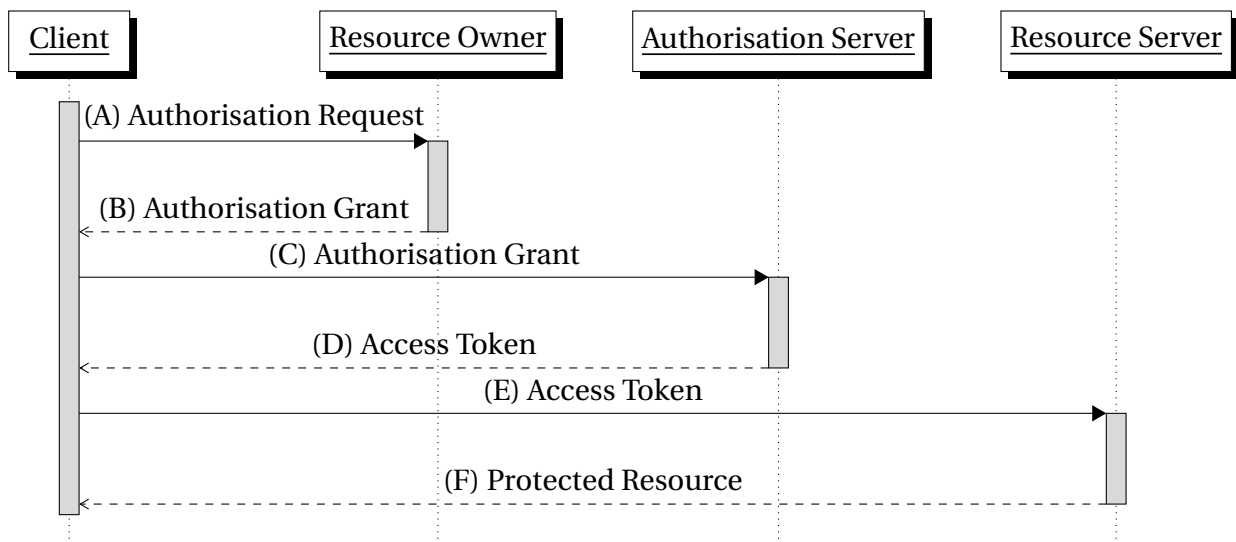 Client
Resource Owner
Authorisation Server
Resource Server
(A) Authorisation Request
(B) Authorisation Grant
(C) Authorisation Grant
(D) Access Token
(E) Access Token
(F) Protected Resource